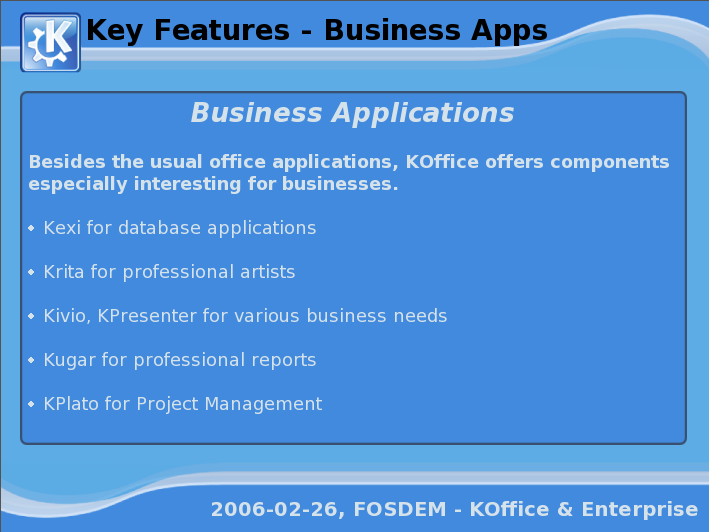 Key Features - Business Apps
Business Applications
Besides the usual office applications, KOffice offers components
especially interesting for businesses.
Kexi for database applications
Krita for professional artists
Kivio, KPresenter for various business needs
Kugar for professional reports
KPlato for Project Management
2006-02-26, FOSDEM - KOffice & Enterprise